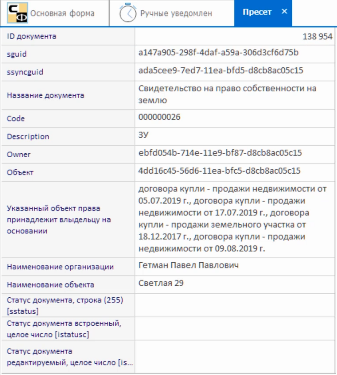 СФ Основная форма Ручные уведомлен Пресет ×
ID документа 138 954
sguid a147a905-298f-4daf-a59a-306d3cf6d75b
ssyncguid ada5cee9-7ed7-11ea-bfd5-d8cb8ac05c15
Название документа Свидетельство на право собственности на
землю
Code 000000026
Description ЗУ
Owner ebfd054b-714e-11e9-bf87-d8cb8ac05c15
Объект 4dd16c45-56d6-11ea-bfc5-d8cb8ac05c15
Указанный объект права
принадлежит владельцу на
основании
договора купли - продажи недвижимости от
05.07.2019 г., договора купли - продажи
недвижимости от 17.07.2019 г., договора
купли - продажи земельного участка от
18.12.2017 г., договора купли - продажи
недвижимости от 09.08.2019 г.
Наименование организации Гетман Павел Павлович
Наименование объекта Светлая 29
Статус документа, строка (255)
[sstatus]
Статус документа встроенный,
целое число [istatusc]
Статус документа
редактируемый, целое число [is...